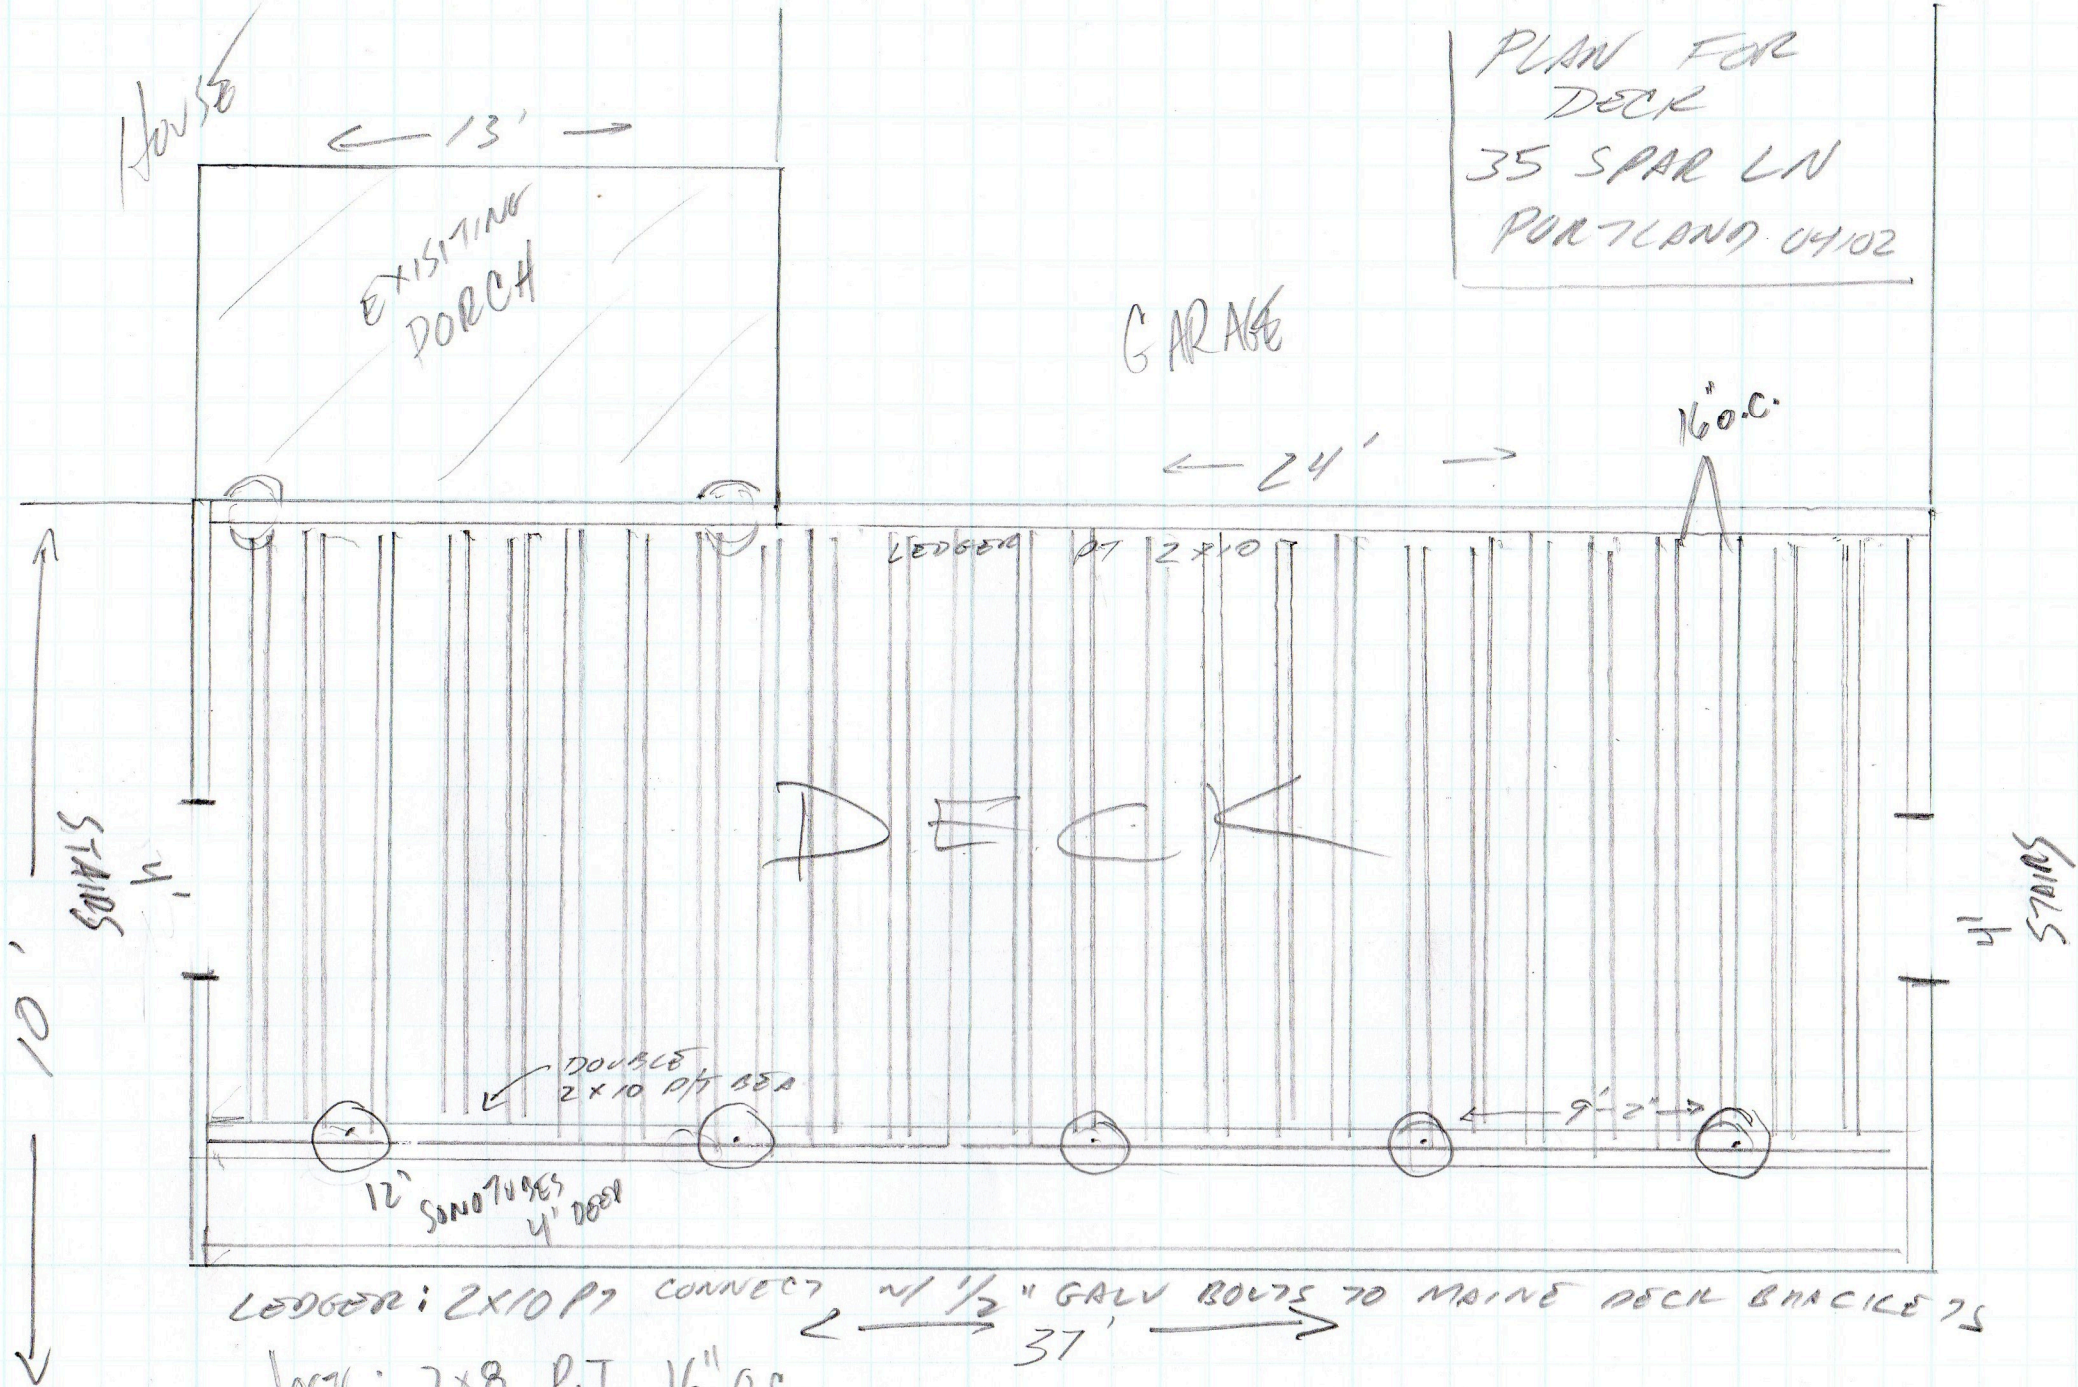 PLAN FOR
DECK
35 SPAR LN
PORTLAND 04102
HOUSE
← 13' →
EXISITING
PORCH
GARAGE
16" O.C.
← 24' →
LEDGER PT 2X10
DECK
STAIRS
4'
10'
4'
STAIRS
DOUBLE
2X10 P/T BEA
← 9'-2" →
12" SONOTUBES
4' DEEP
LEDGER: 2X10 PT CONNECT W/ 1/2" GALV BOLTS TO MAINE DECK BRACKETS
← 37' →
2X8 P.T. 16" O.C.